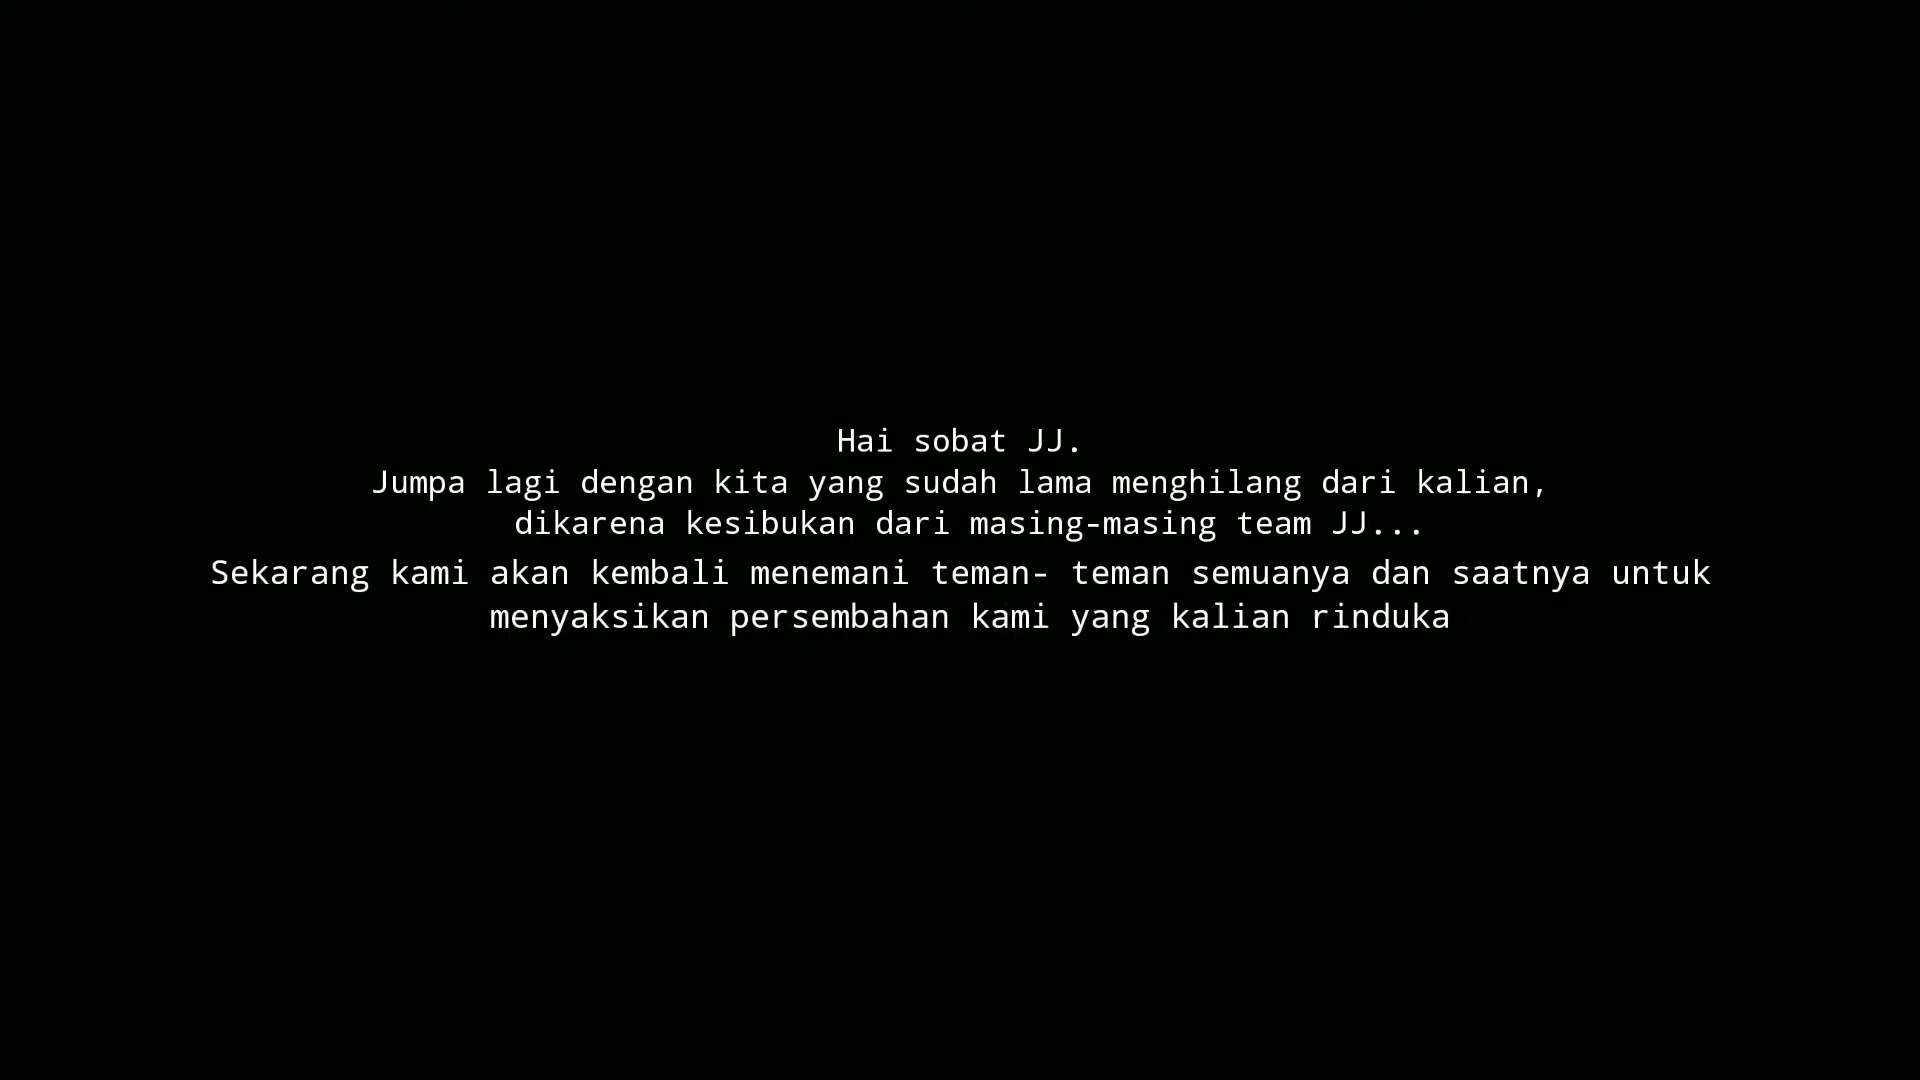 Hai sobat JJ.
Jumpa lagi dengan kita yang sudah lama menghilang dari kalian,
dikarena kesibukan dari masing-masing team JJ...
Sekarang kami akan kembali menemani teman- teman semuanya dan saatnya untuk
menyaksikan persembahan kami yang kalian rinduka